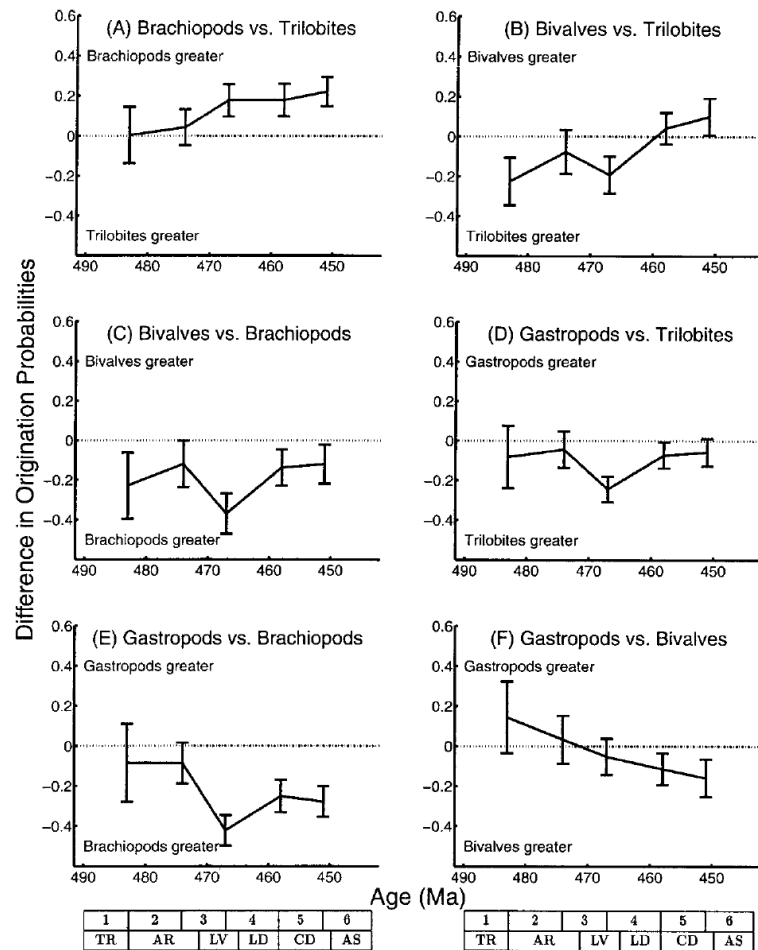 Difference in Origination Probabilities
(A) Brachiopods vs. Trilobites
Brachiopods greater
0.6
0.4
0.2
0
−0.2
−0.4
Trilobites greater
490 480 470 460 450
(B) Bivalves vs. Trilobites
Bivalves greater
0.6
0.4
0.2
0
−0.2
−0.4
Trilobites greater
490 480 470 460 450
(C) Bivalves vs. Brachiopods
Bivalves greater
0.6
0.4
0.2
0
−0.2
−0.4
Brachiopods greater
490 480 470 460 450
(D) Gastropods vs. Trilobites
Gastropods greater
0.6
0.4
0.2
0
−0.2
−0.4
Trilobites greater
490 480 470 460 450
(E) Gastropods vs. Brachiopods
Gastropods greater
0.6
0.4
0.2
0
−0.2
−0.4
Brachiopods greater
490 480 470 460 450
(F) Gastropods vs. Bivalves
Gastropods greater
0.6
0.4
0.2
0
−0.2
−0.4
Bivalves greater
490 480 470 460 450
Age (Ma)
1 2 3 4 5 6
TR AR LV LD CD AS
1 2 3 4 5 6
TR AR LV LD CD AS